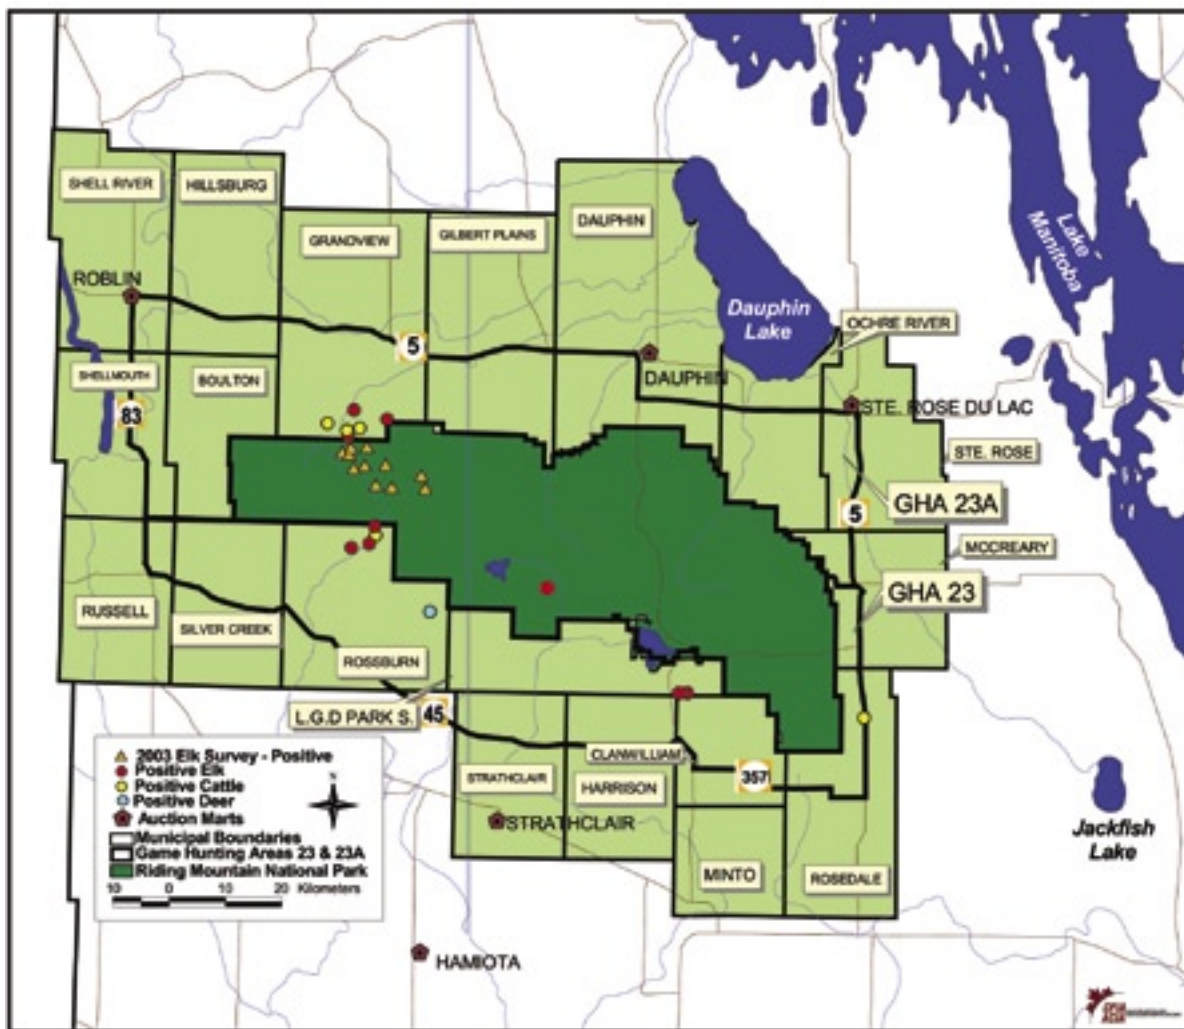 SHELL RIVER
HILLSBURG
GRANDVIEW
GILBERT PLAINS
DAUPHIN
Lake-
Manitoba
ROBLIN
Dauphin
Lake
OCHRE RIVER
5
DAUPHIN
SHELLMOUTH
BOULTON
83
STE. ROSE DU LAC
STE. ROSE
GHA 23A
5
MCCREARY
GHA 23
RUSSELL
SILVER CREEK
ROSSBURN
L.G.D PARK S.
45
CLANWILLIAM
STRATHCLAIR
HARRISON
357
STRATHCLAIR
MINTO
ROSEDALE
Jackfish
Lake
HAMIOTA
2003 Elk Survey - Positive
Positive Elk
Positive Cattle
Positive Deer
Auction Marts
Municipal Boundaries
Game Hunting Areas 23 & 23A
Riding Mountain National Park
10 0 10 20 Kilometers
N
CFIA
ACIA